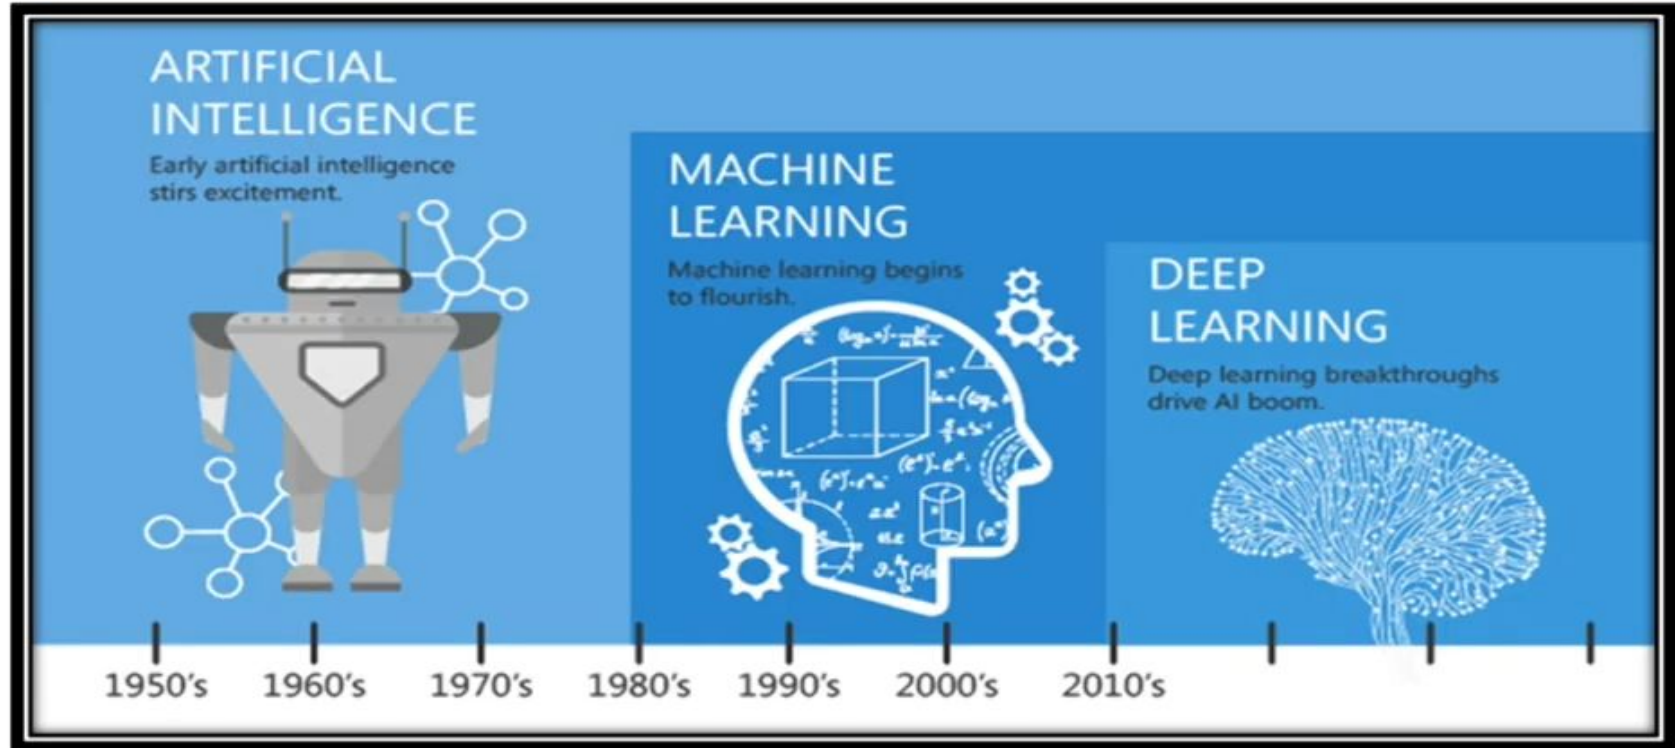 ARTIFICIAL
INTELLIGENCE
Early artificial intelligence
stirs excitement.
MACHINE
LEARNING
Machine learning begins
to flourish.
DEEP
LEARNING
Deep learning breakthroughs
drive AI boom.
1950's 1960's 1970's 1980's 1990's 2000's 2010's